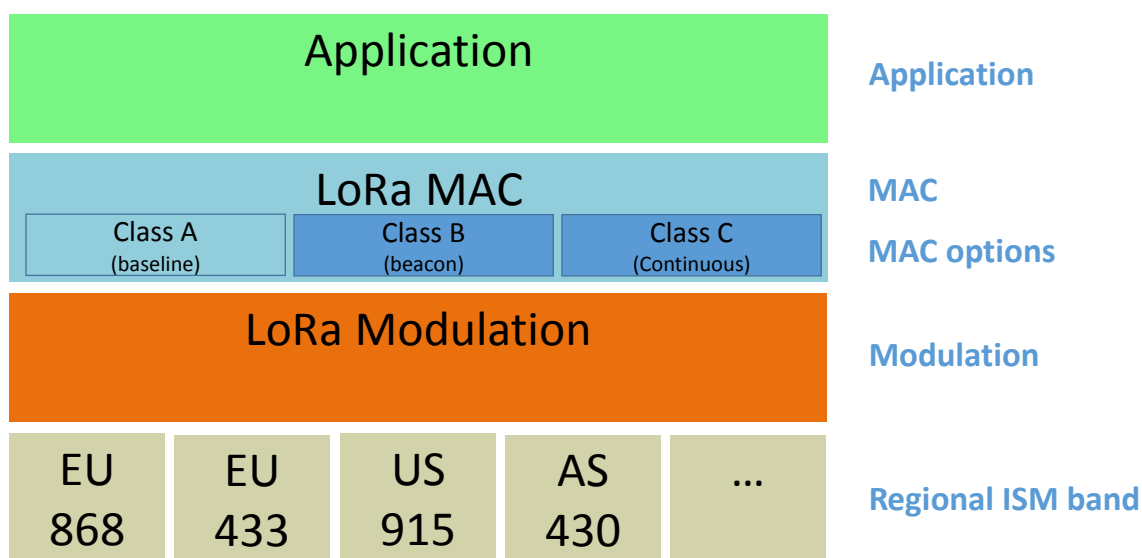 Application
Application
LoRa MAC
MAC
Class A
(baseline)
Class B
(beacon)
Class C
(Continuous)
MAC options
LoRa Modulation
Modulation
EU
868
EU
433
US
915
AS
430
...
Regional ISM band